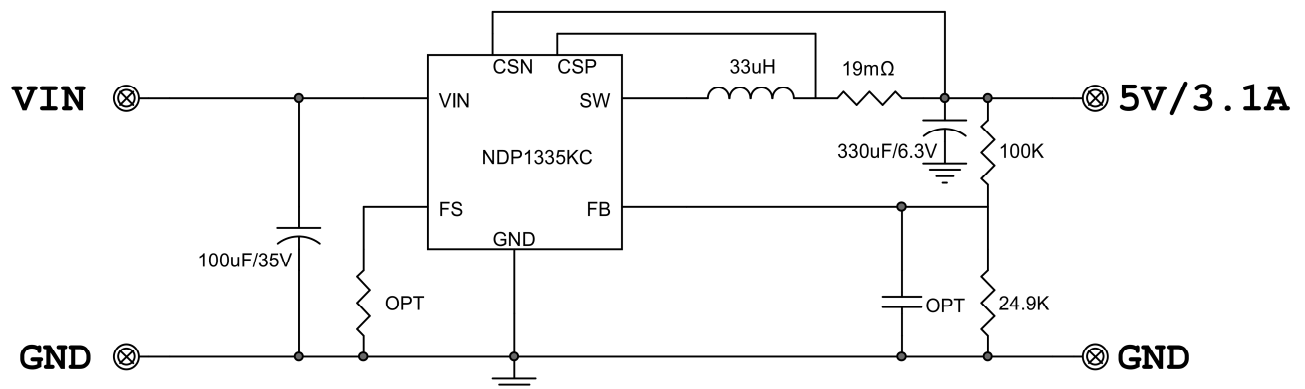 CSN CSP
33uH
19mΩ
VIN
VIN
SW
5V/3.1A
NDP1335KC
330uF/6.3V
100K
FS
FB
GND
100uF/35V
OPT
OPT
24.9K
GND
GND